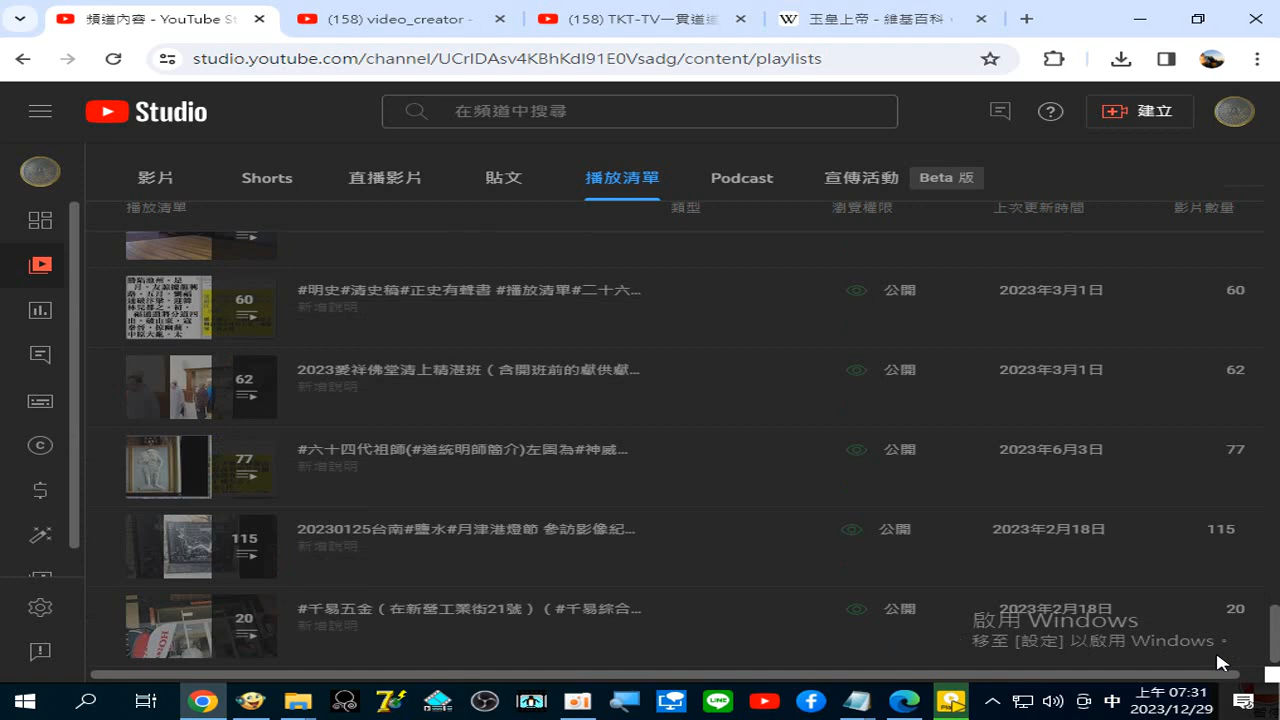 頻道內容 - YouTube St
(158) video_creator -
(158) TKT-TV一貫道道
玉皇上帝 - 維基百科，
studio.youtube.com/channel/UCrIDAsv4KBhKdI91E0Vsadg/content/playlists
Studio
在頻道中搜尋
建立
影片 Shorts 直播影片 貼文 播放清單 Podcast 宣傳活動 Beta 版
播放清單 類型 瀏覽權限 上次更新時間 影片數量
60 #明史#清史稿#正史有聲書 #播放清單#二十六... 公開 2023年3月1日 60
新增說明
62 2023愛祥佛堂清上精湛班（含開班前的獻供獻... 公開 2023年3月1日 62
新增說明
77 #六十四代祖師(#道統明師簡介)左圖為#神威... 公開 2023年6月3日 77
新增說明
115 20230125台南#鹽水#月津港燈節 參訪影像紀... 公開 2023年2月18日 115
新增說明
20 #千易五金（在新營工業街21號）（#千易綜合... 公開 2023年2月18日 20
新增說明
啟用 Windows
移至 [設定] 以啟用 Windows。
中
上午 07:31
2023/12/29